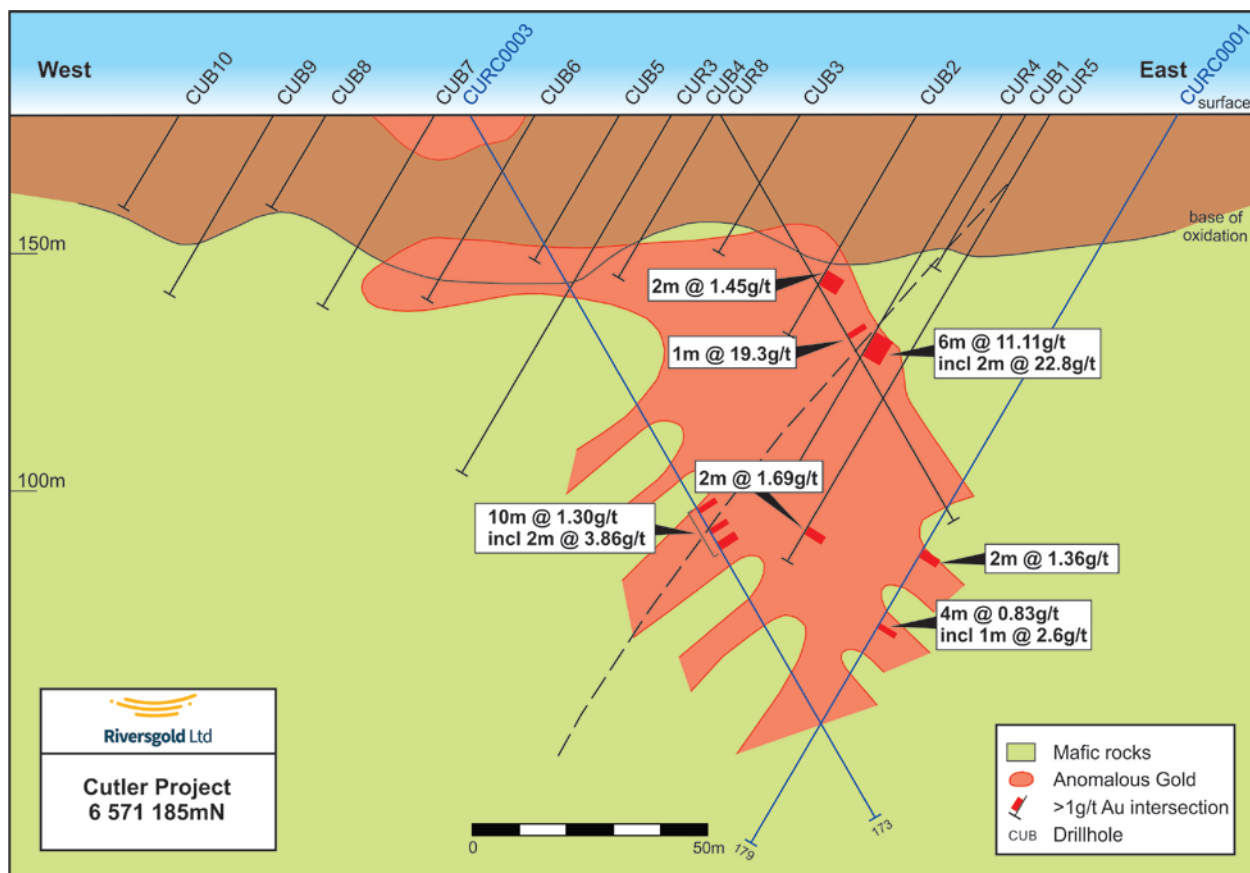 West
CUB10
CUB9
CUB8
CUB7
CURC0003
CUB6
CUB5
CUR3
CUB4
CUR8
CUB3
CUB2
CUR4
CUB1
CUR5
East
CURC0001
surface
base of
oxidation
150m
2m @ 1.45g/t
1m @ 19.3g/t
6m @ 11.11g/t
incl 2m @ 22.8g/t
100m
2m @ 1.69g/t
10m @ 1.30g/t
incl 2m @ 3.86g/t
2m @ 1.36g/t
4m @ 0.83g/t
incl 1m @ 2.6g/t
Riversgold Ltd
Cutler Project
6 571 185mN
0
50m
179
173
Mafic rocks
Anomalous Gold
>1g/t Au intersection
CUB Drillhole